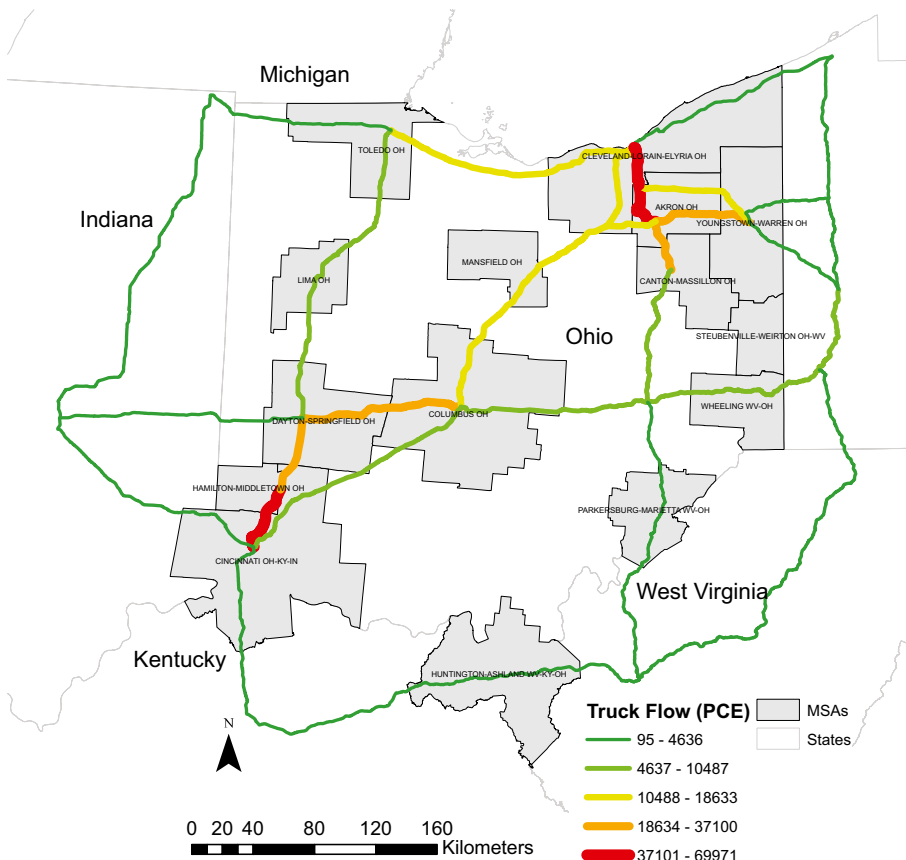 Michigan
TOLEDO OH
CLEVELAND-LORAIN-ELYRIA OH
Indiana
AKRON OH
YOUNGSTOWN-WARREN OH
MANSFIELD OH
LIMA OH
CANTON-MASSILLON OH
Ohio
STEUBENVILLE-WEIRTON OH-WV
WHEELING WV-OH
COLUMBUS OH
DAYTON-SPRINGFIELD OH
HAMILTON-MIDDLETOWN OH
PARKERSBURG-MARIETTA WV-OH
CINCINNATI OH-KY-IN
West Virginia
Kentucky
HUNTINGTON-ASHLAND WV-KY-OH
N
Truck Flow (PCE)
95 - 4636
4637 - 10487
10488 - 18633
18634 - 37100
37101 - 69971
MSAs
States
0 20 40 80 120 160
Kilometers